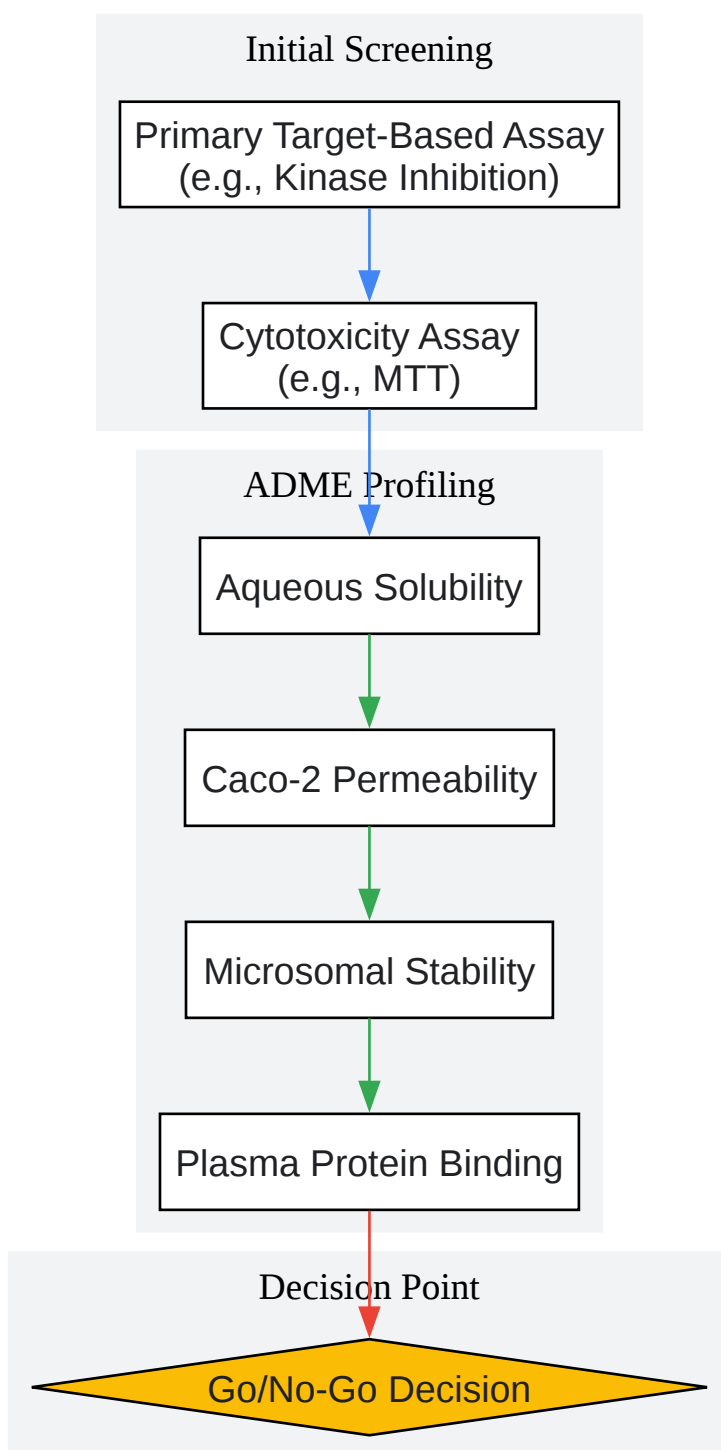 Initial Screening
Primary Target-Based Assay
(e.g., Kinase Inhibition)
Cytotoxicity Assay
(e.g., MTT)
ADME Profiling
Aqueous Solubility
Caco-2 Permeability
Microsomal Stability
Plasma Protein Binding
Decision Point
Go/No-Go Decision